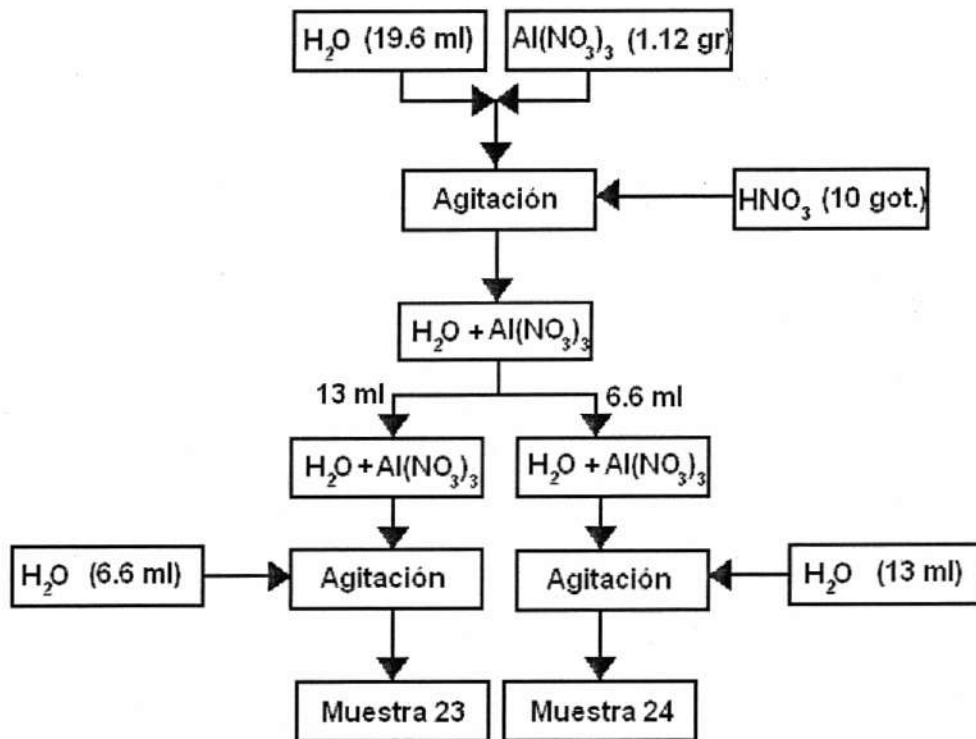 H₂O (19.6 ml)
Al(NO₃)₃ (1.12 gr)
Agitación
HNO₃ (10 got.)
H₂O + Al(NO₃)₃
13 ml
6.6 ml
H₂O + Al(NO₃)₃
H₂O + Al(NO₃)₃
H₂O (6.6 ml)
Agitación
Agitación
H₂O (13 ml)
Muestra 23
Muestra 24